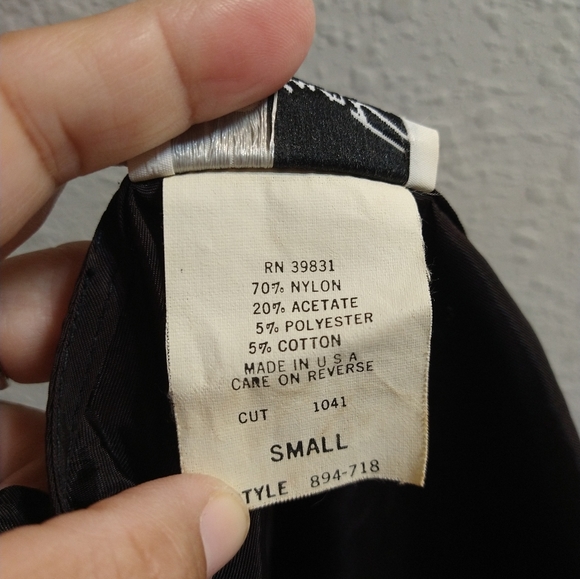 RN 39831
70% NYLON
20% ACETATE
5% POLYESTER
5% COTTON
MADE IN U S A
CARE ON REVERSE
CUT 1041
SMALL
TYLE 894-718